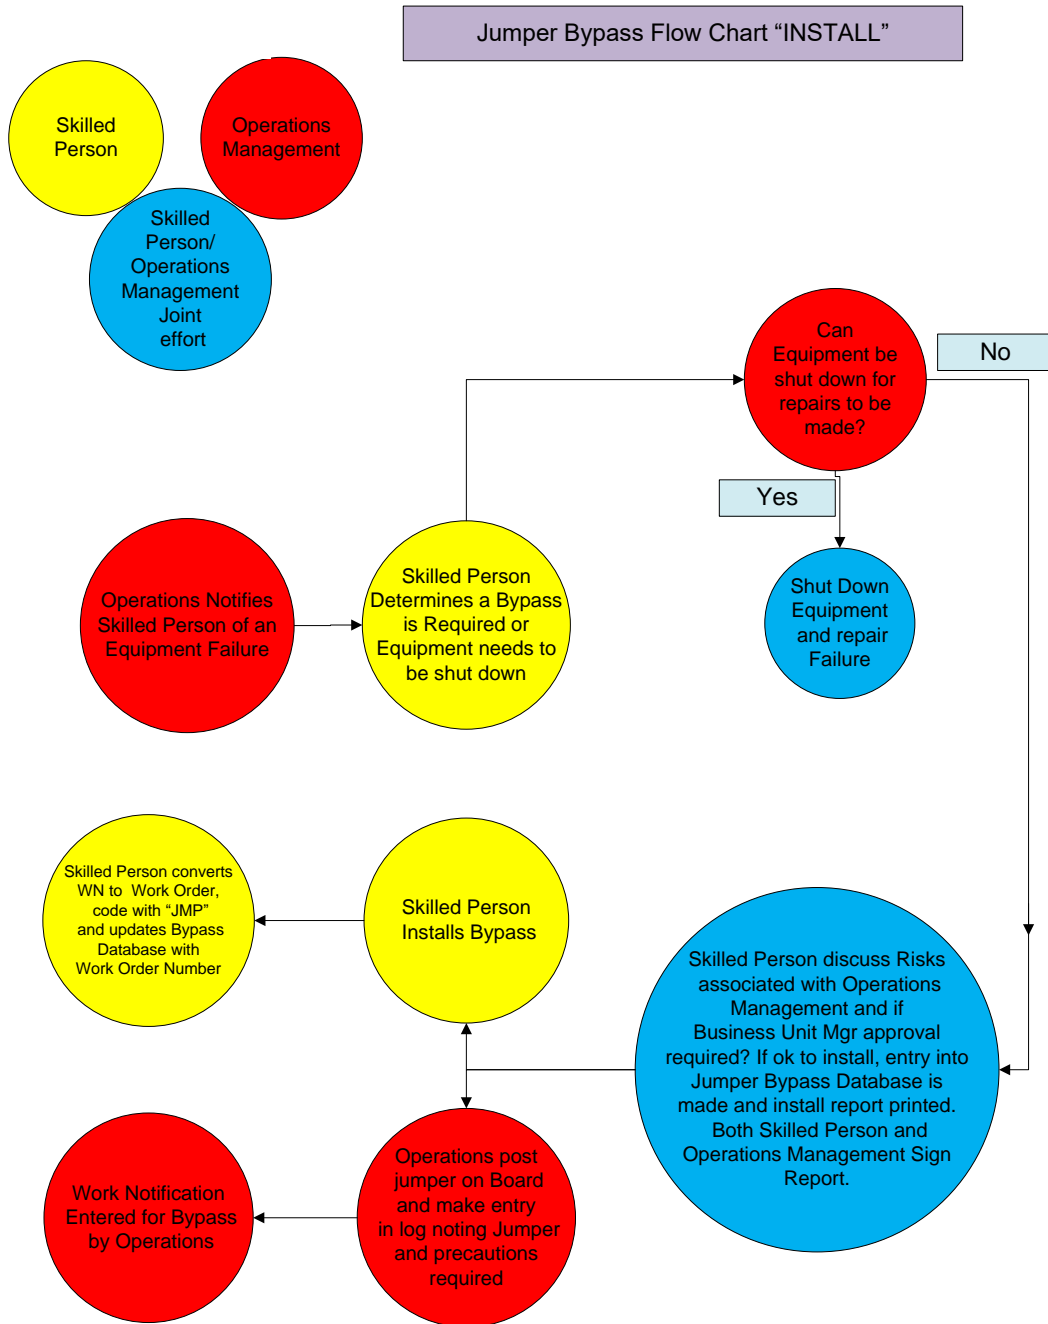 Jumper Bypass Flow Chart “INSTALL”
Skilled
Person
Operations
Management
Skilled
Person/
Operations
Management
Joint
effort
Can
Equipment be
shut down for
repairs to be
made?
No
Yes
Shut Down
Equipment
and repair
Failure
Operations Notifies
Skilled Person of an
Equipment Failure
Skilled Person
Determines a Bypass
is Required or
Equipment needs to
be shut down
Skilled Person converts
WN to Work Order,
code with “JMP”
and updates Bypass
Database with
Work Order Number
Skilled Person
Installs Bypass
Skilled Person discuss Risks
associated with Operations
Management and if
Business Unit Mgr approval
required? If ok to install, entry into
Jumper Bypass Database is
made and install report printed.
Both Skilled Person and
Operations Management Sign
Report.
Work Notification
Entered for Bypass
by Operations
Operations post
jumper on Board
and make entry
in log noting Jumper
and precautions
required